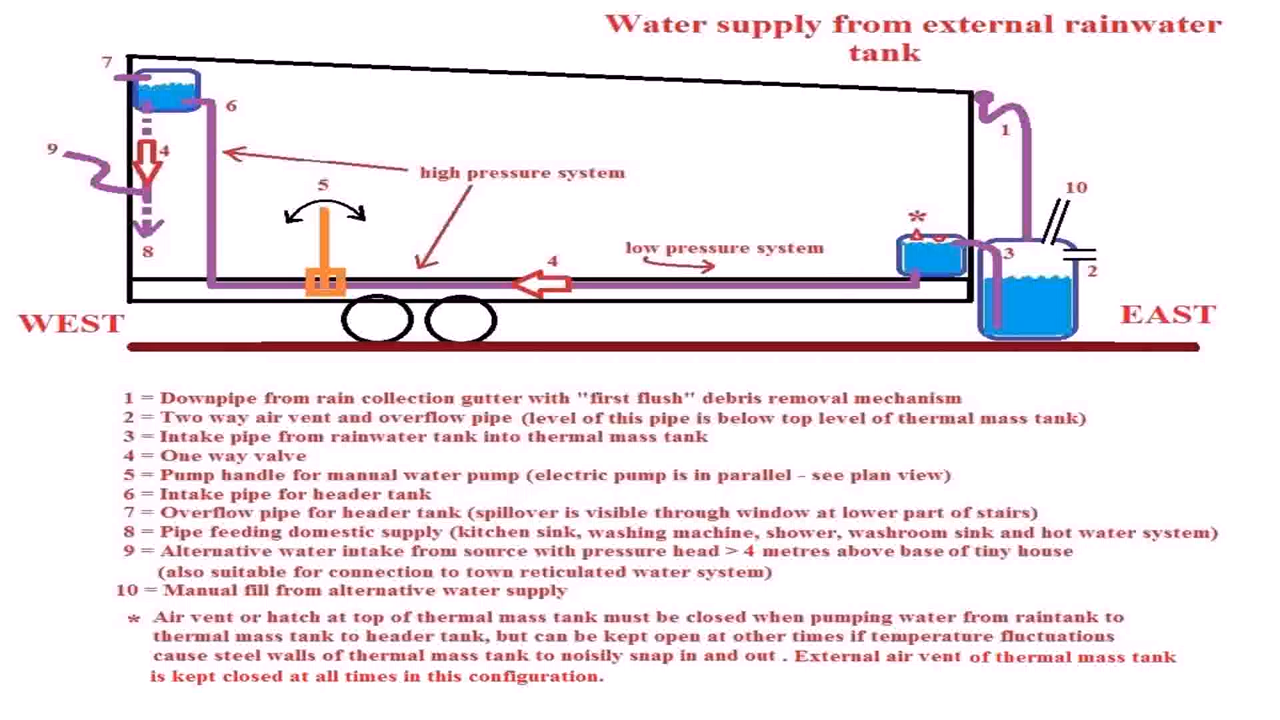 Water supply from external rainwater
tank
7
6
1
9
4
high pressure system
5
10
*
8
low pressure system
3
4
2
WEST
EAST
1 = Downpipe from rain collection gutter with "first flush" debris removal mechanism
2 = Two way air vent and overflow pipe (level of this pipe is below top level of thermal mass tank)
3 = Intake pipe from rainwater tank into thermal mass tank
4 = One way valve
5 = Pump handle for manual water pump (electric pump is in parallel - see plan view)
6 = Intake pipe for header tank
7 = Overflow pipe for header tank (spillover is visible through window at lower part of stairs)
8 = Pipe feeding domestic supply (kitchen sink, washing machine, shower, washroom sink and hot water system)
9 = Alternative water intake from source with pressure head > 4 metres above base of tiny house
(also suitable for connection to town reticulated water system)
10 = Manual fill from alternative water supply
* Air vent or hatch at top of thermal mass tank must be closed when pumping water from raintank to
thermal mass tank to header tank, but can be kept open at other times if temperature fluctuations
cause steel walls of thermal mass tank to noisily snap in and out . External air vent of thermal mass tank
is kept closed at all times in this configuration.